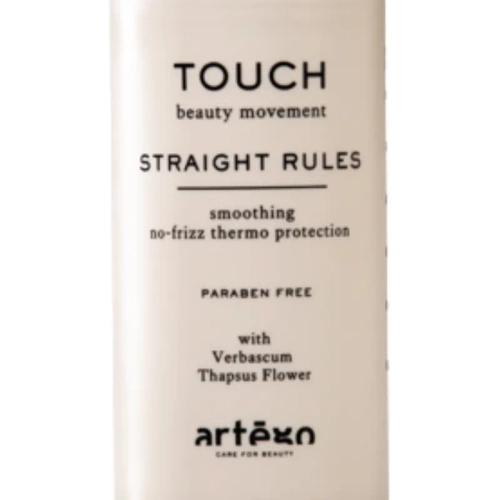 TOUCH
beauty movement
STRAIGHT RULES
smoothing
no-frizz thermo protection
PARABEN FREE
with
Verbascum
Thapsus Flower
artēgo
CARE FOR BEAUTY